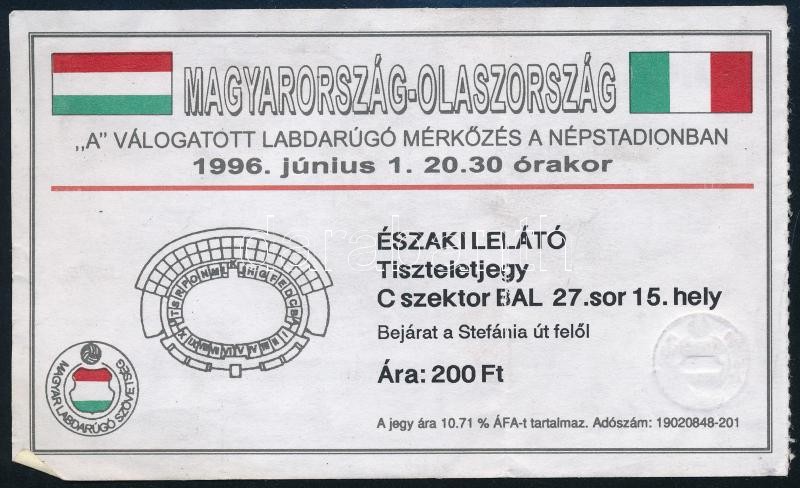 MAGYARORSZÁG-OLASZORSZÁG
„A” VÁLOGATOTT LABDARÚGÓ MÉRKŐZÉS A NÉPSTADIONBAN
1996. június 1. 20.30 órakor
ÉSZAKI LELÁTÓ
Tiszteletjegy
C szektor BAL 27.sor 15. hely
Bejárat a Stefánia út felől
Ára: 200 Ft
A jegy ára 10.71 % ÁFA-t tartalmaz. Adószám: 19020848-201
MAGYAR LABDARÚGÓ SZÖVETSÉG
darabanth